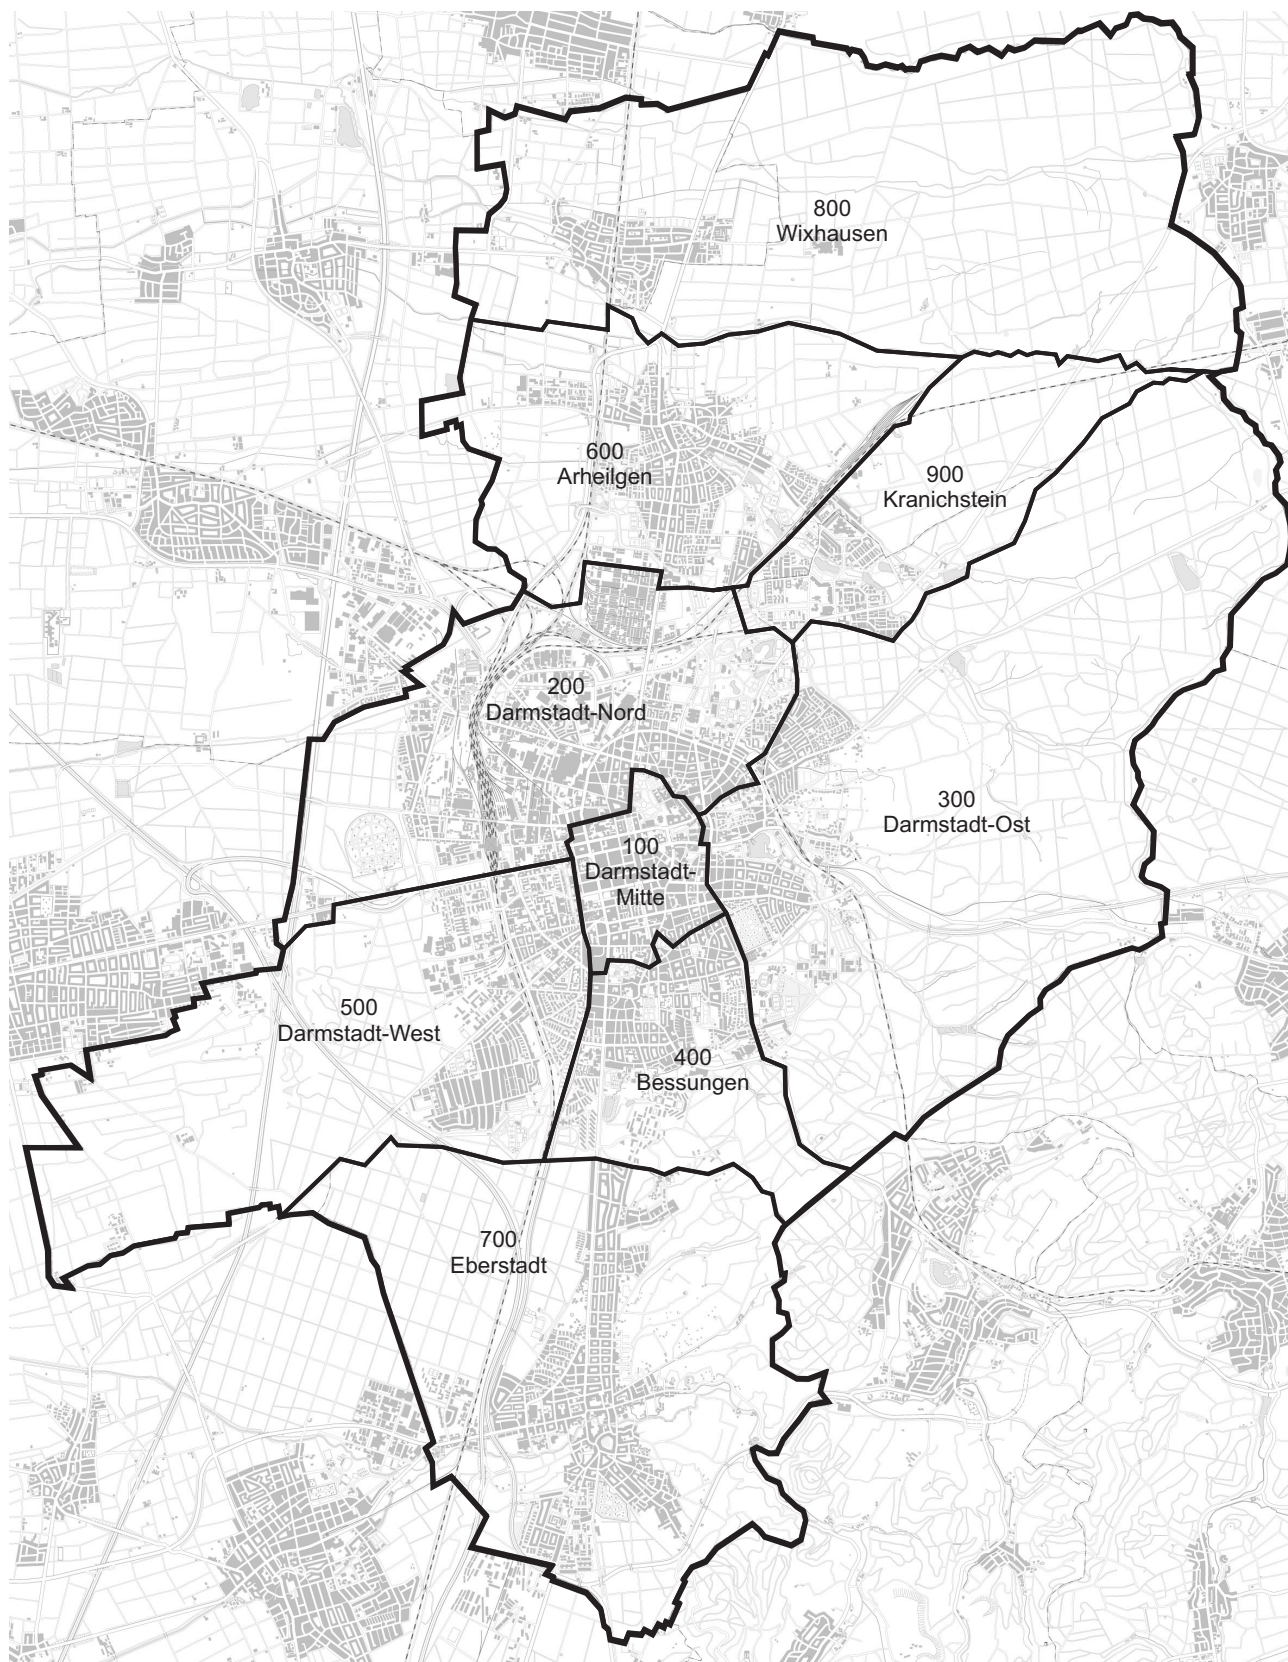 800
Wixhausen
600
Arheilgen
900
Kranichstein
200
Darmstadt-Nord
300
Darmstadt-Ost
100
Darmstadt-
Mitte
500
Darmstadt-West
400
Bessungen
700
Eberstadt